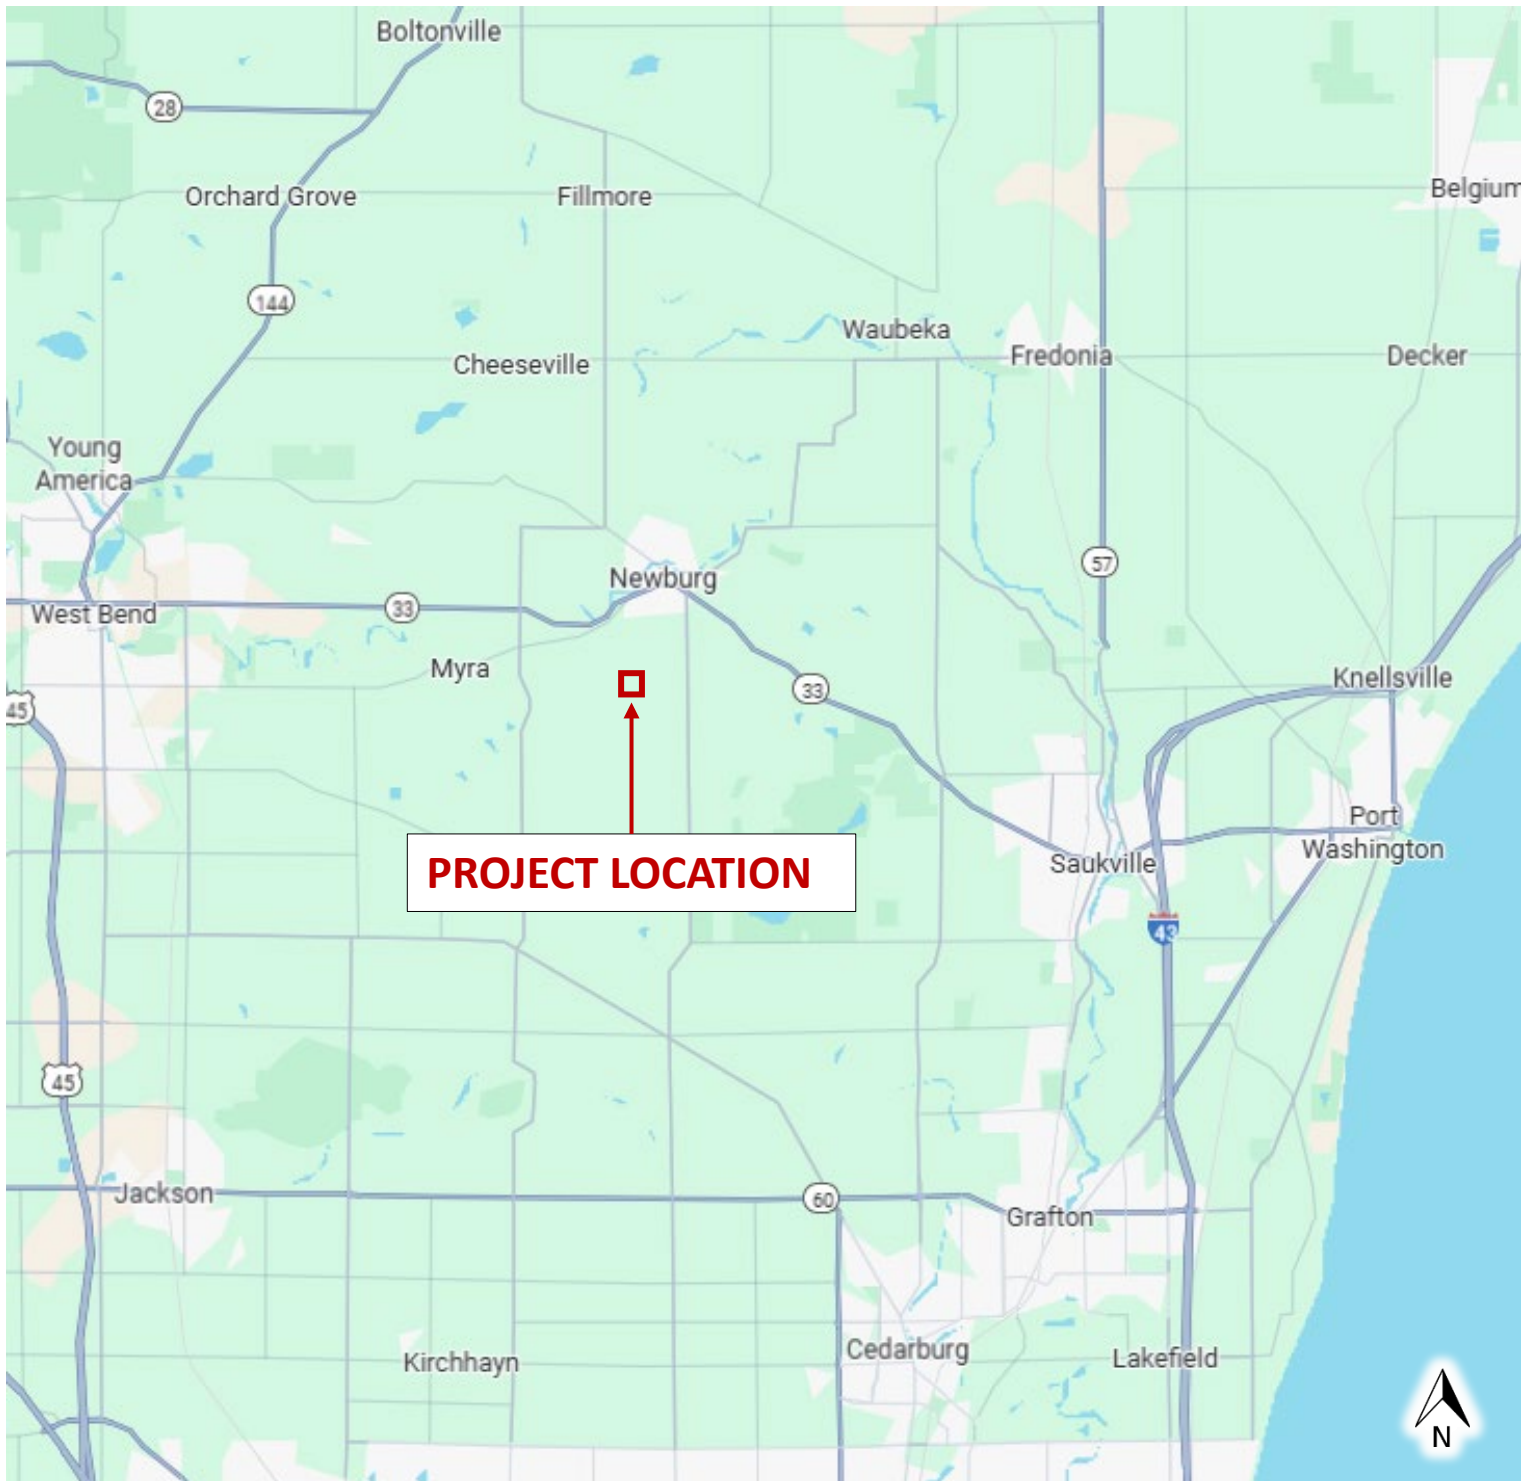 Boltonville
28
Orchard Grove
Fillmore
Belgium
144
Waubeka
Cheeseville
Fredonia
Decker
Young
America
57
Newburg
33
West Bend
Myra
Knellsville
33
45
Port
Washington
PROJECT LOCATION
Saukville
43
45
Jackson
60
Grafton
Cedarburg
Lakefield
Kirchhayn
N